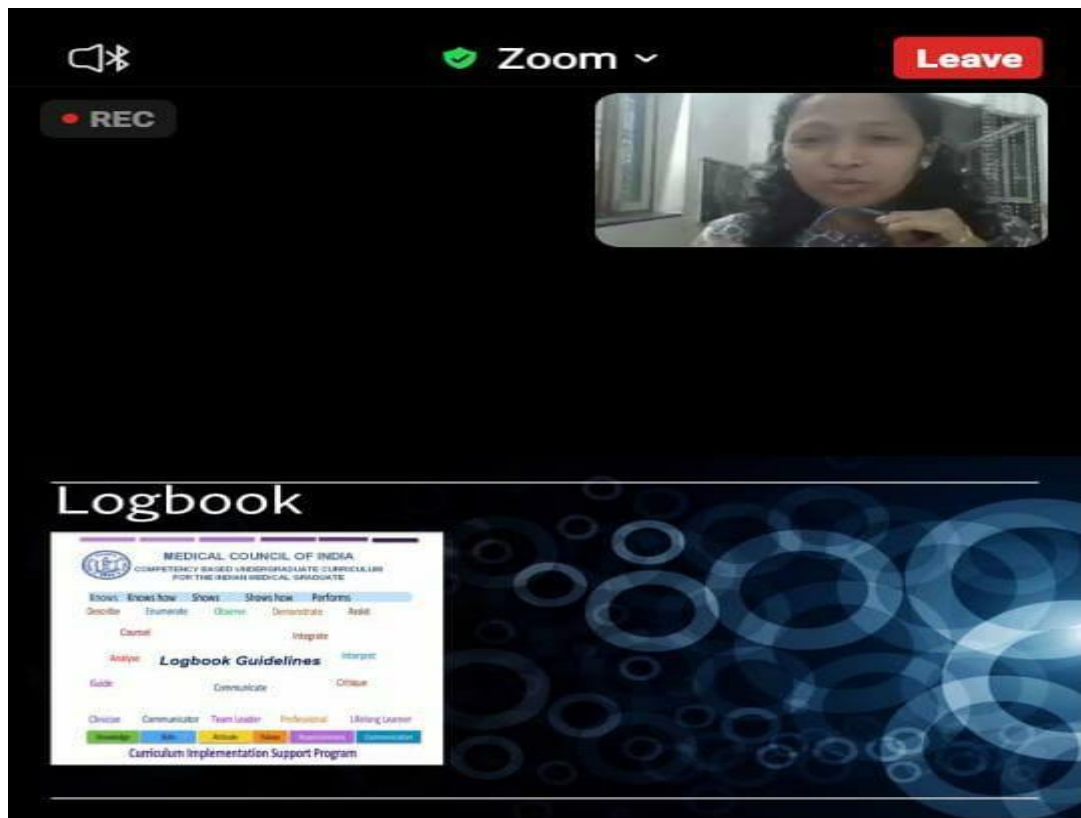 Zoom
Leave
REC
Logbook
MEDICAL COUNCIL OF INDIA
COMPETENCY BASED UNDERGRADUATE CURRICULUM
FOR THE INDIAN MEDICAL GRADUATE
Knows Knows how Shows Shows how Performs
Describe Enumerate Observe Demonstrate Assist
Counsel Integrate
Analyse Logbook Guidelines Interpret
Guide Communicate Critique
Clinician Communicator Team Leader Professional Lifelong Learner
Knowledge Skills Attitude Values Responsiveness Communication
Curriculum Implementation Support Program